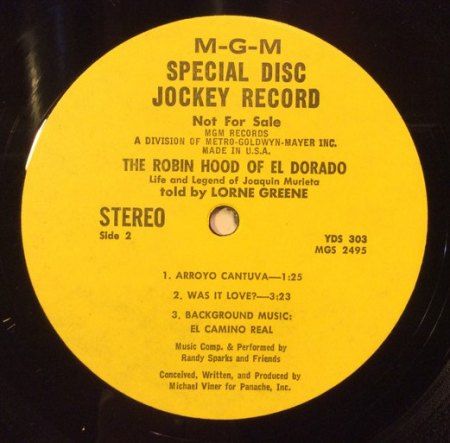 M-G-M
SPECIAL DISC
JOCKEY RECORD
Not For Sale
MGM RECORDS
A DIVISION OF METRO-GOLDWYN-MAYER INC.
MADE IN U.S.A.
THE ROBIN HOOD OF EL DORADO
Life and Legend of Joaquin Murieta
told by LORNE GREENE
STEREO
Side 2
YDS 303
MGS 2495
1. ARROYO CANTUVA—1:25
2. WAS IT LOVE?—3:23
3. BACKGROUND MUSIC:
EL CAMINO REAL
Music Comp. & Performed by
Randy Sparks and Friends
Conceived, Written, and Produced by
Michael Viner for Panache, Inc.